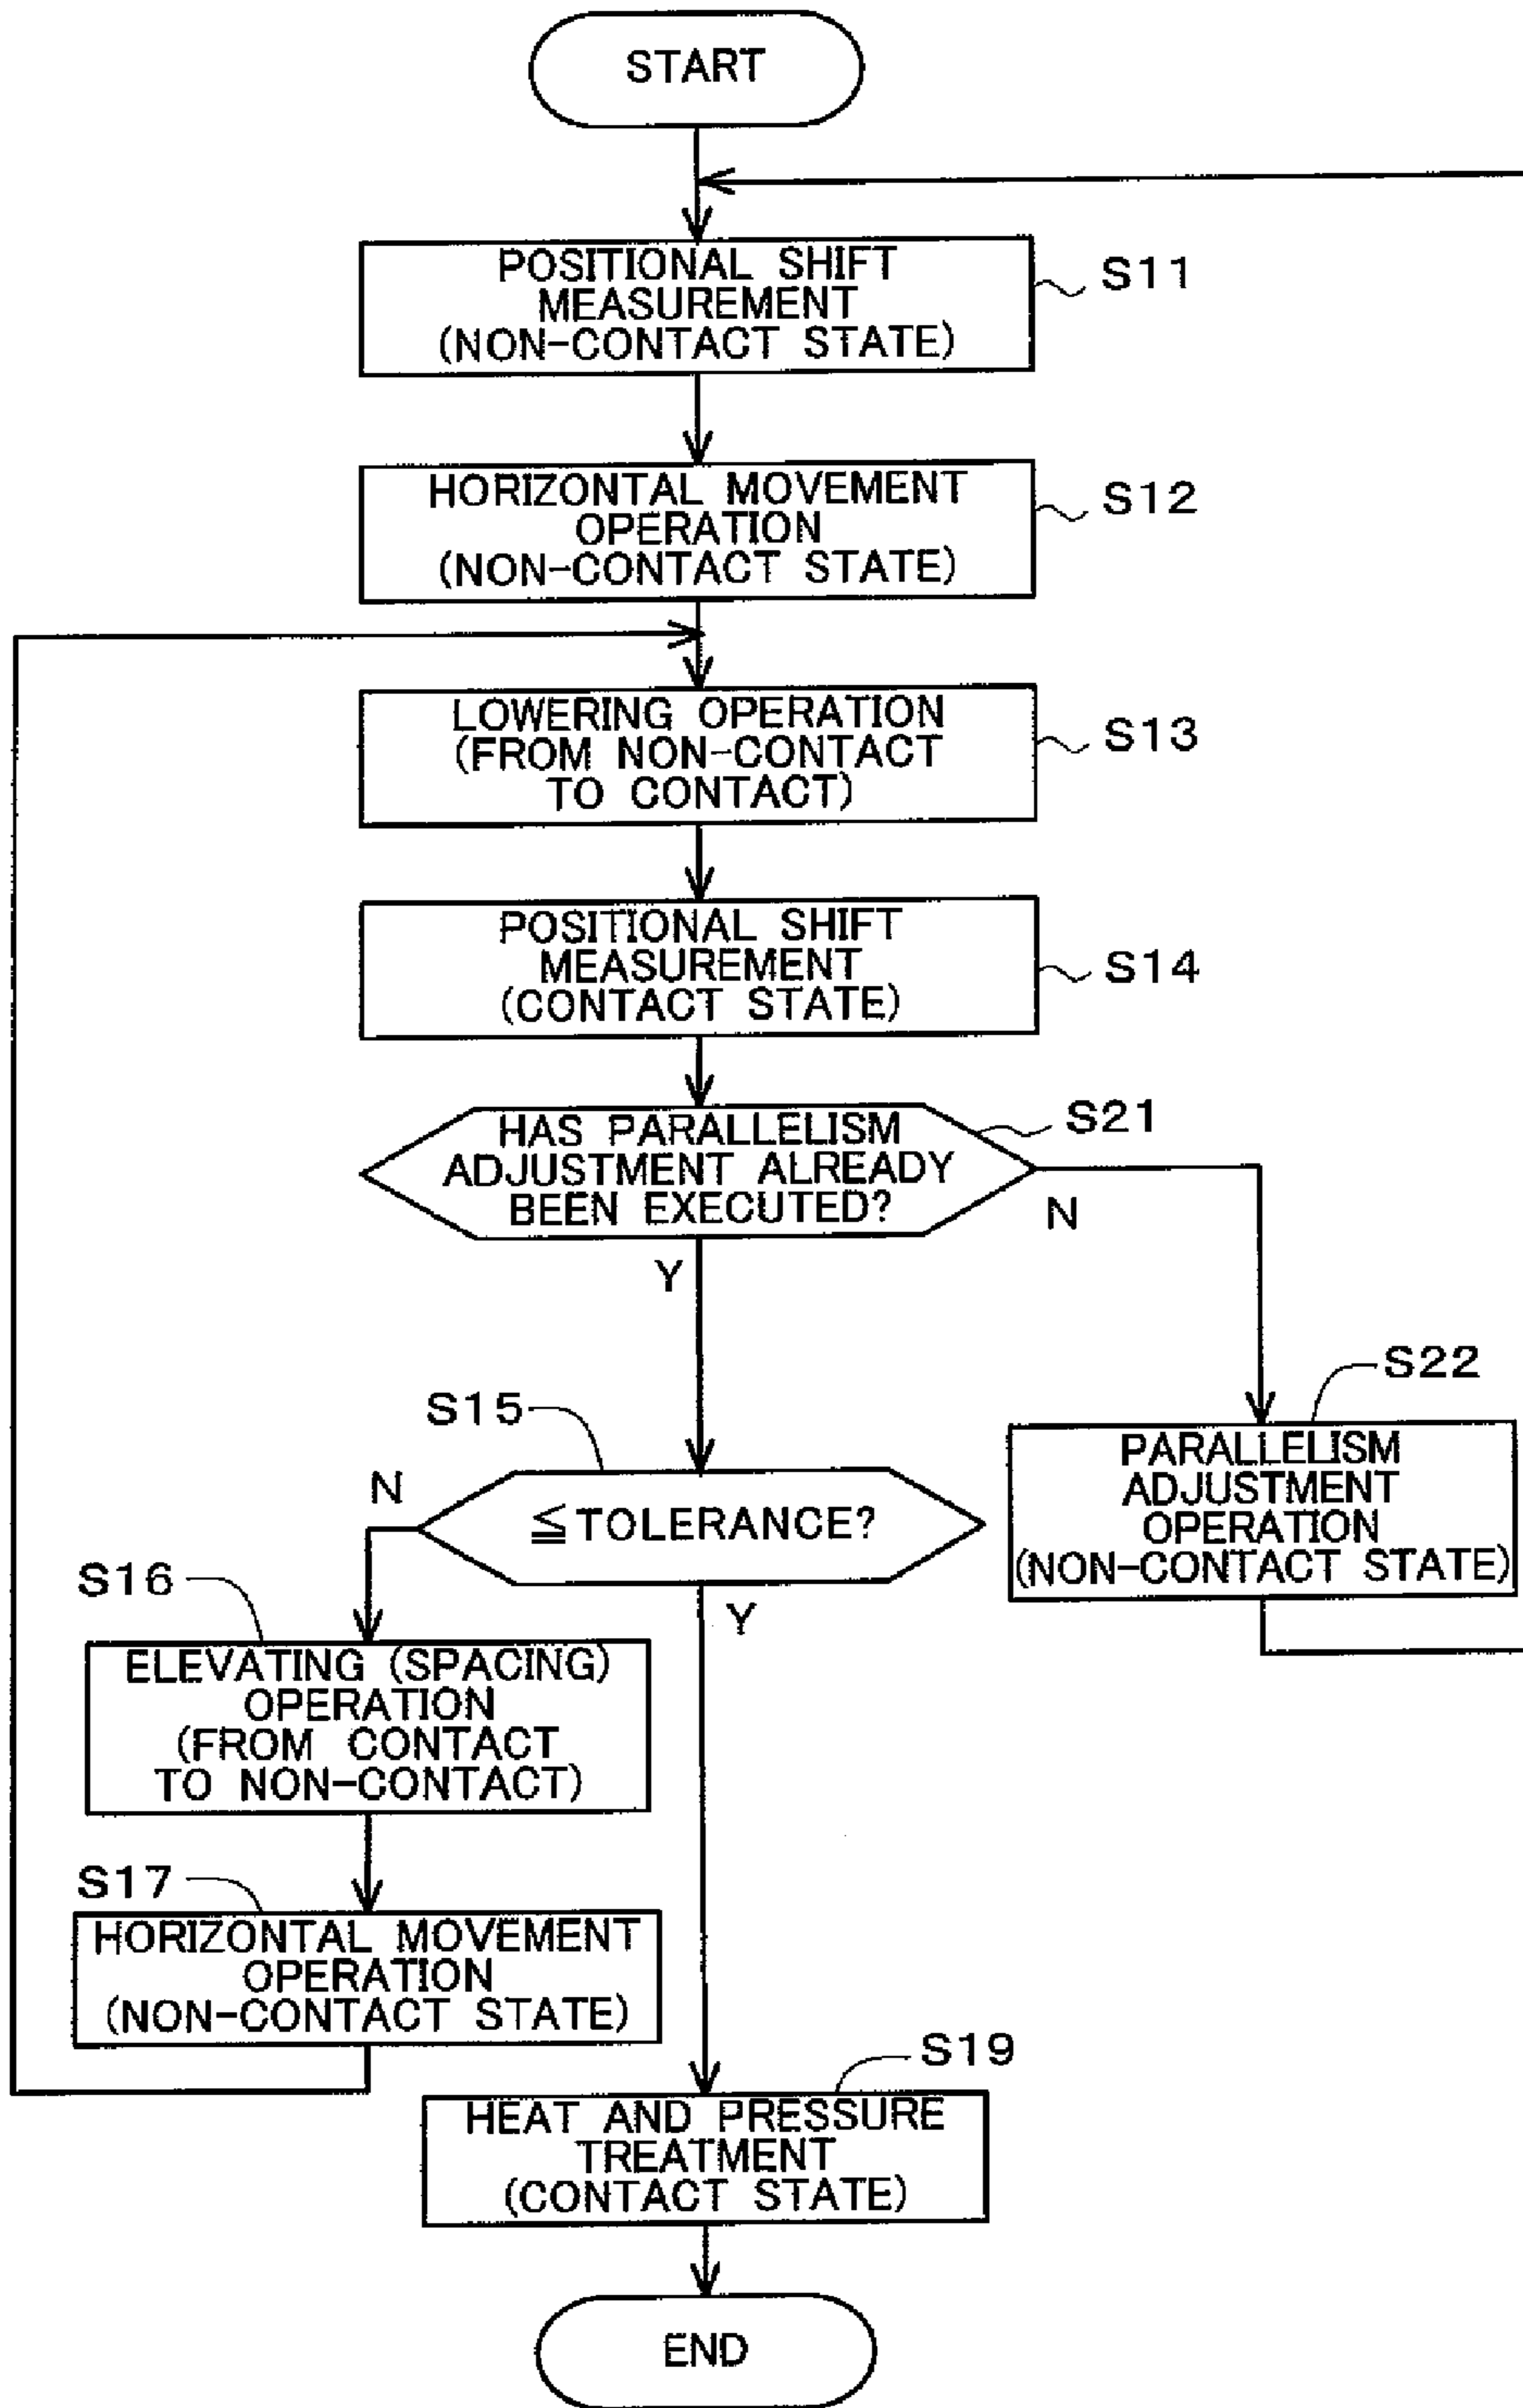 START
POSITIONAL SHIFT
MEASUREMENT
(NON-CONTACT STATE)
S11
HORIZONTAL MOVEMENT
OPERATION
(NON-CONTACT STATE)
S12
LOWERING OPERATION
(FROM NON-CONTACT
TO CONTACT)
S13
POSITIONAL SHIFT
MEASUREMENT
(CONTACT STATE)
S14
HAS PARALLELISM
ADJUSTMENT ALREADY
BEEN EXECUTED?
S21
N
Y
S22
PARALLELISM
ADJUSTMENT
OPERATION
(NON-CONTACT STATE)
S15
≦TOLERANCE?
N
Y
S16
ELEVATING (SPACING)
OPERATION
(FROM CONTACT
TO NON-CONTACT)
S17
HORIZONTAL MOVEMENT
OPERATION
(NON-CONTACT STATE)
S19
HEAT AND PRESSURE
TREATMENT
(CONTACT STATE)
END